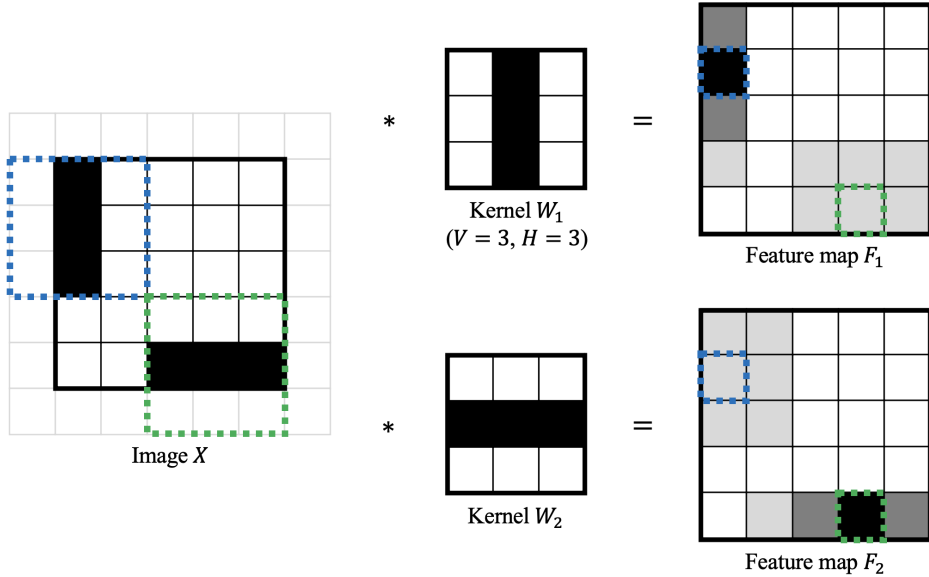 * =
Kernel W₁
(V = 3, H = 3)
Feature map F₁
Image X
* =
Kernel W₂
Feature map F₂